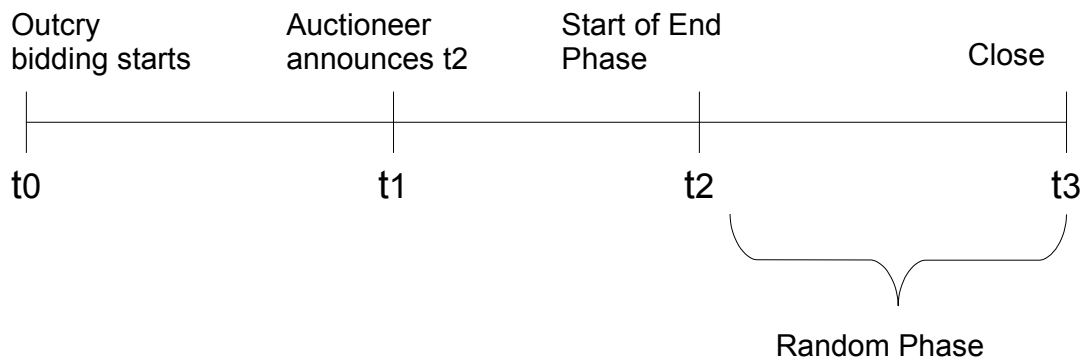 Outcry
bidding starts
Auctioneer
announces t2
Start of End
Phase
Close
t0
t1
t2
t3
Random Phase